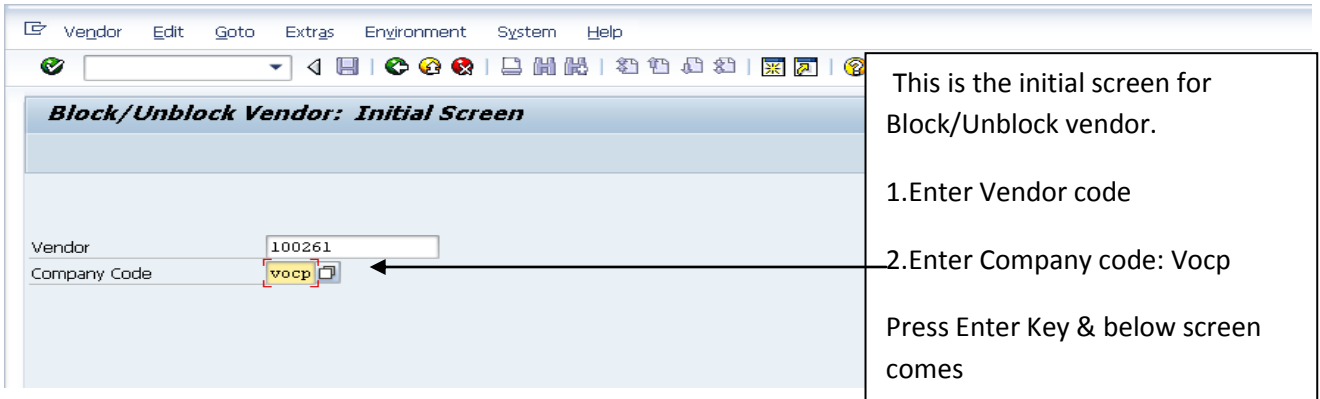 Vendor Edit Goto Extras Environment System Help
Block/Unblock Vendor: Initial Screen
Vendor 100261
Company Code vocp
This is the initial screen for
Block/Unblock vendor.
1.Enter Vendor code
2.Enter Company code: Vocp
Press Enter Key & below screen
comes